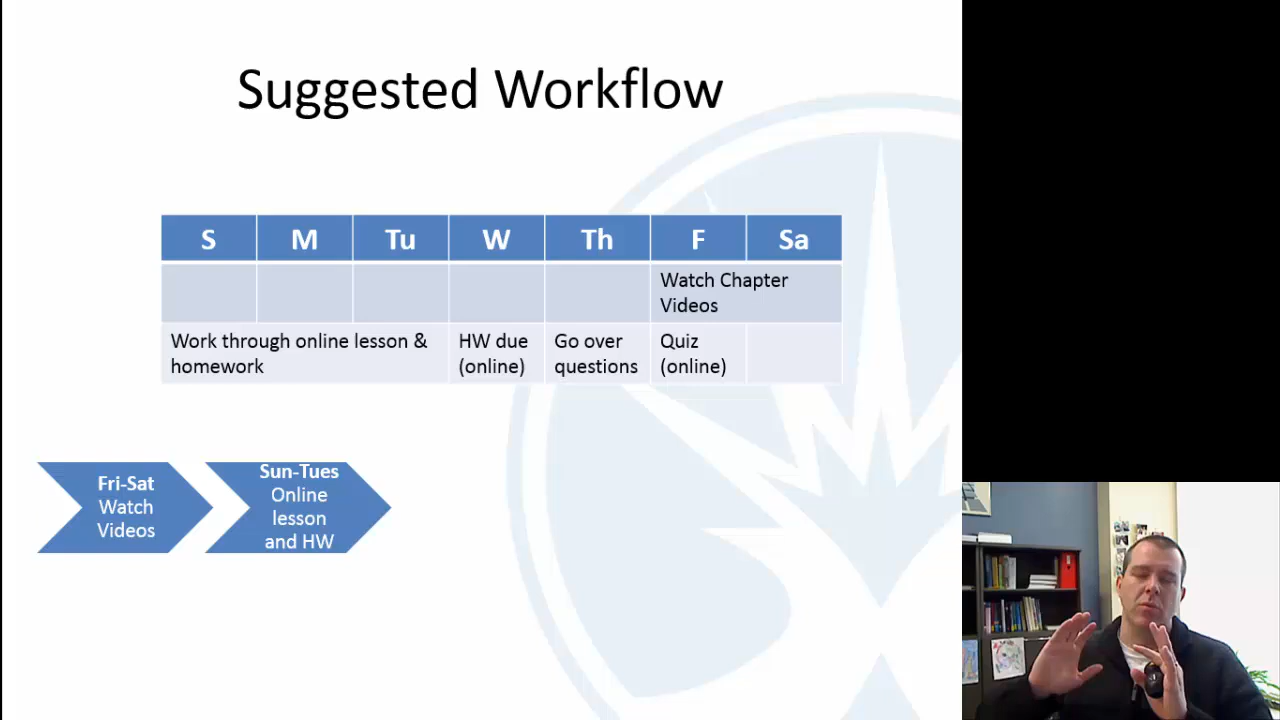 Suggested Workflow
S M Tu W Th F Sa
Watch Chapter
Videos
Work through online lesson &
homework
HW due
(online)
Go over
questions
Quiz
(online)
Fri-Sat
Watch
Videos
Sun-Tues
Online
lesson
and HW